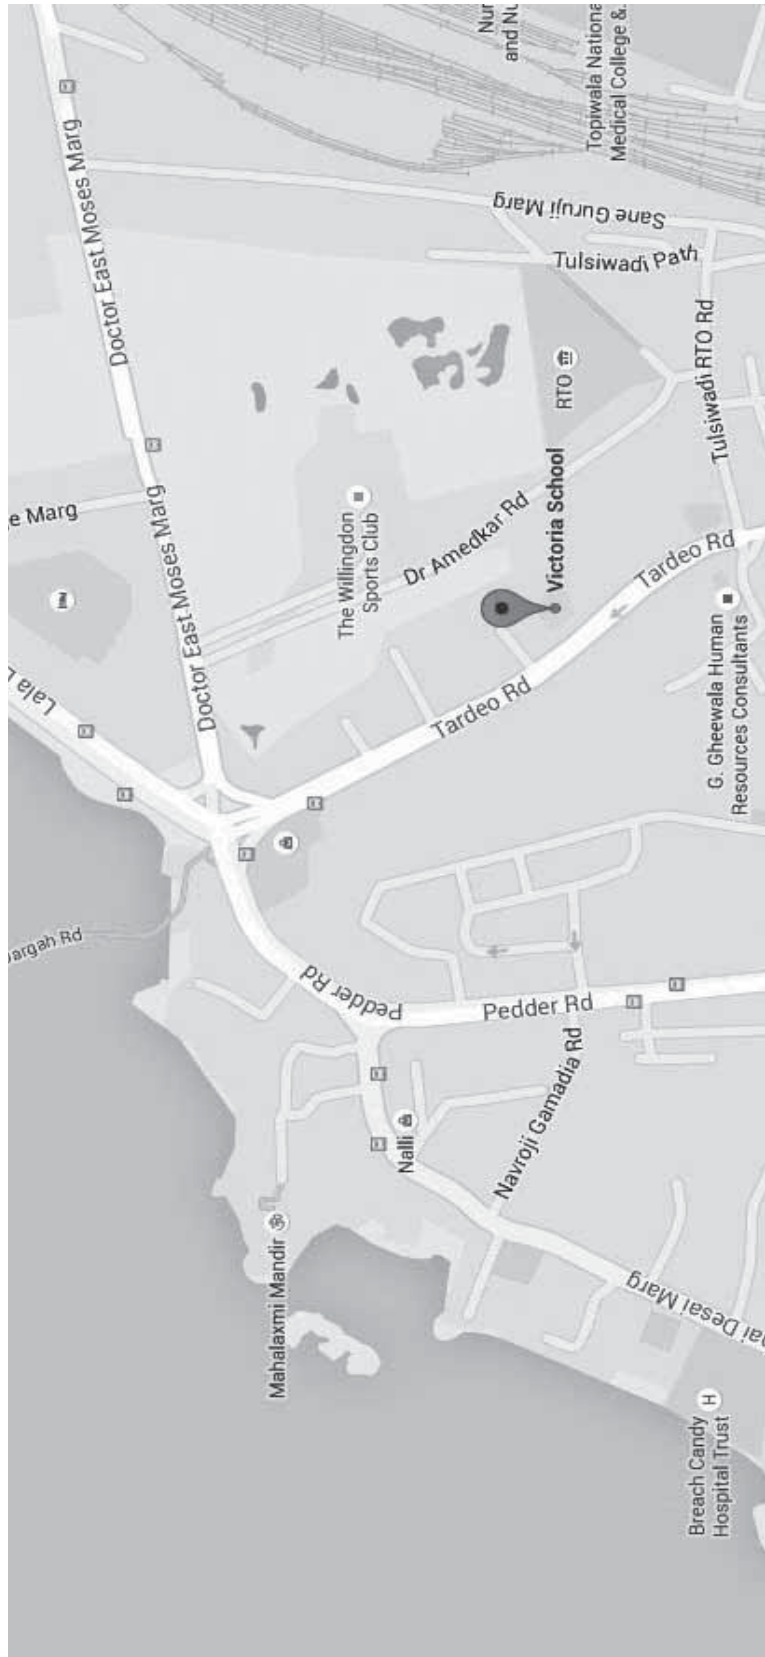 Nur
and Nu
Topiwala Nationa
Medical College &
Doctor East Moses Marg
Sane Guruji Marg
Tulsiwadi Path
RTO
Tulsiwadi RTO Rd
Victoria School
e Marg
The Willingdon
Sports Club
Dr Amedkar Rd
Doctor East Moses Marg
Lala L
Tardeo Rd
Tardeo Rd
G. Gheewala Human
Resources Consultants
Dargah Rd
Pedder Rd
Pedder Rd
Nalli
Navroji Gamadia Rd
Mahalaxmi Mandir
ॐ
hai Desai Marg
Breach Candy
Hospital Trust
H